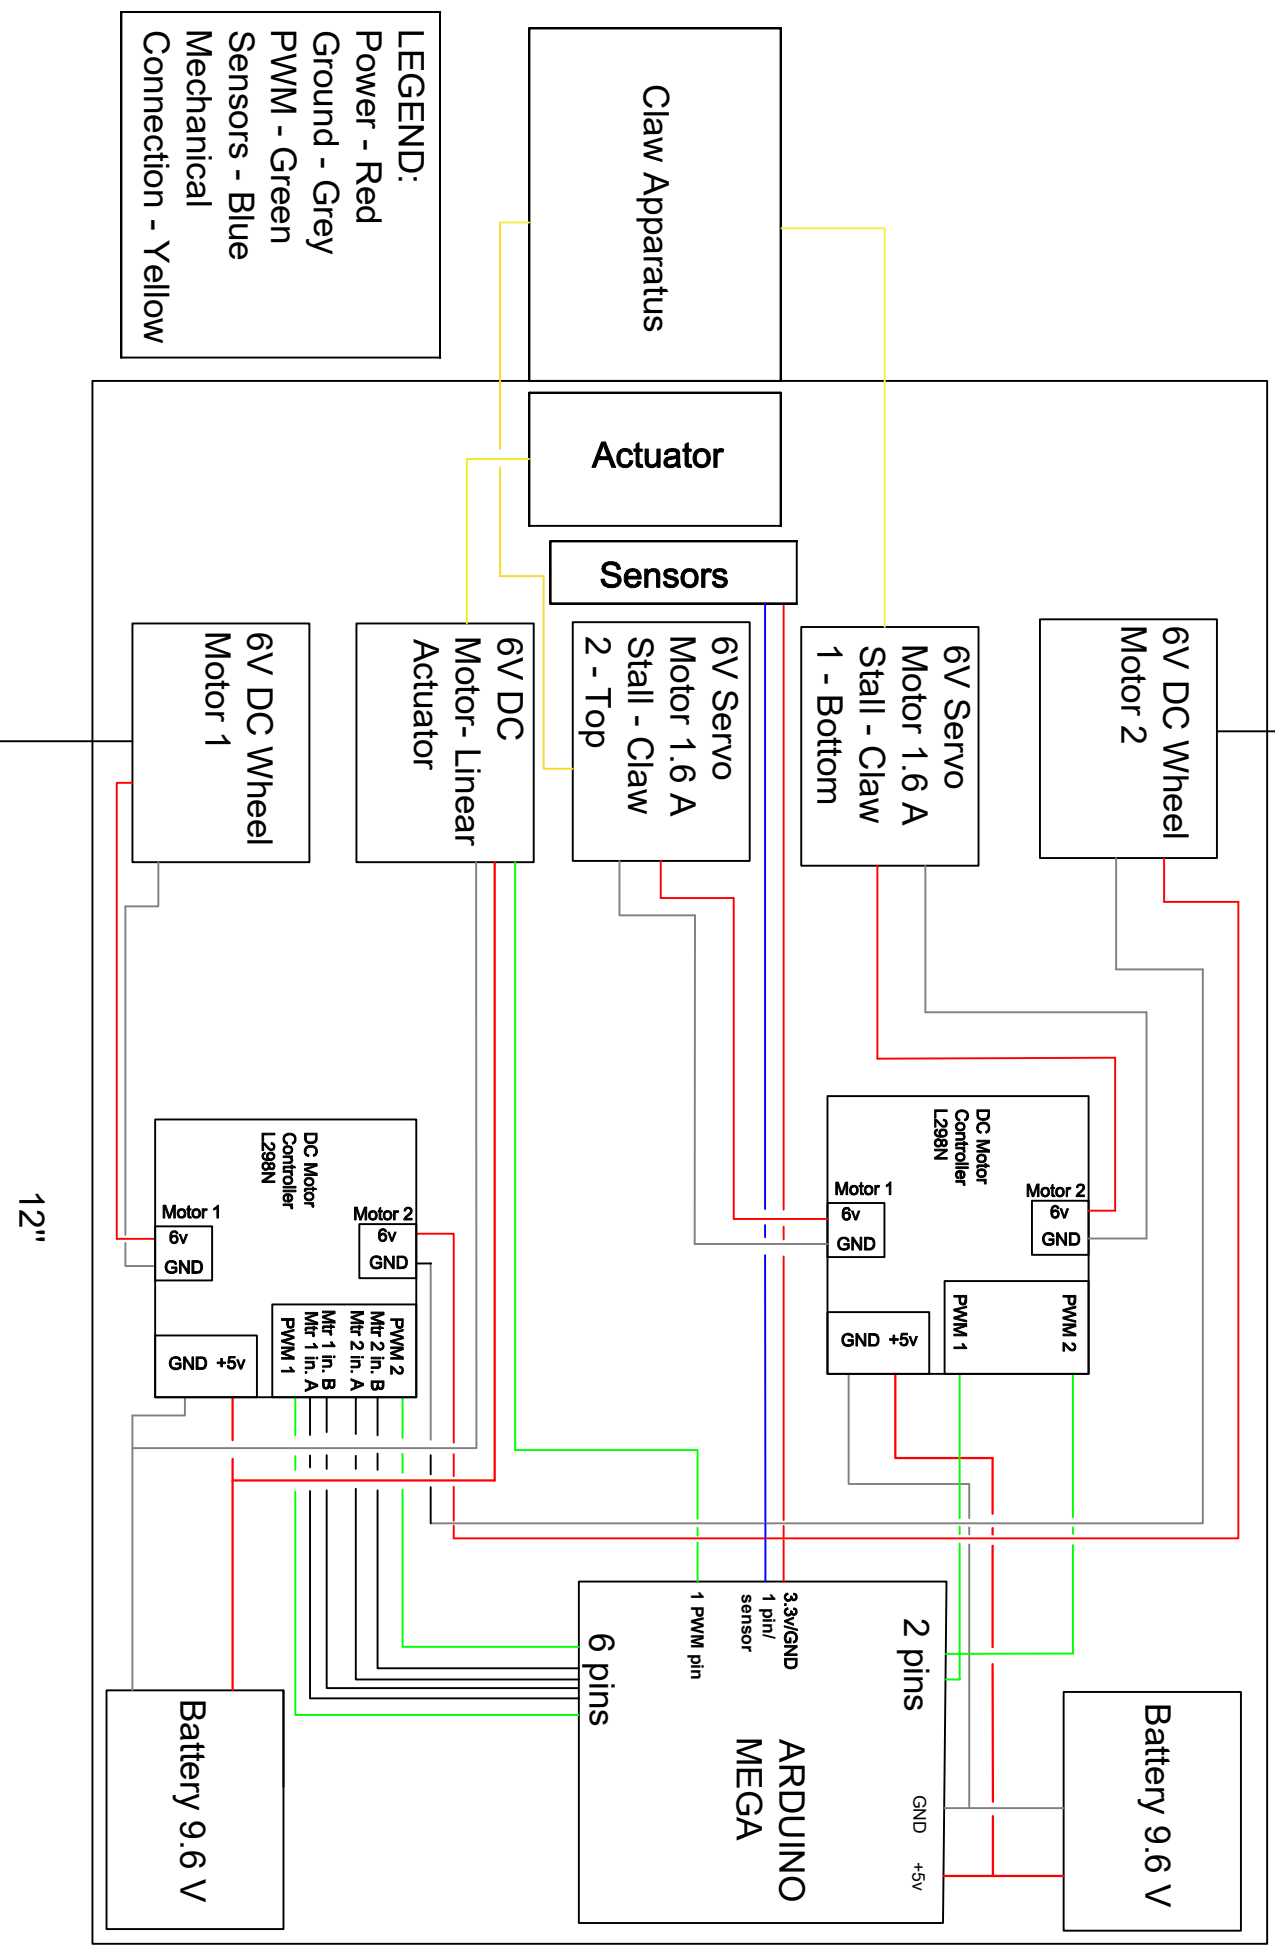 LEGEND:
Power - Red
Ground - Grey
PWM - Green
Sensors - Blue
Mechanical
Connection - Yellow
Claw Apparatus
Actuator
Sensors
6V DC Wheel
Motor 1
6V DC
Motor- Linear
Actuator
6V Servo
Motor 1.6 A
Stall - Claw
2 - Top
6V Servo
Motor 1.6 A
Stall - Claw
1 - Bottom
6V DC Wheel
Motor 2
DC Motor
Controller
L298N
Motor 1
6v
GND
Motor 2
6v
GND
GND +5v
PWM 1
Mtr 1 in. A
Mtr 1 in. B
Mtr 2 in. A
Mtr 2 in. B
PWM 2
DC Motor
Controller
L298N
Motor 1
6v
GND
Motor 2
6v
GND
GND +5v
PWM 1
PWM 2
12"
6 pins
1 PWM pin
3.3v/GND
1 pin/
sensor
2 pins
ARDUINO
MEGA
GND
+5v
Battery 9.6 V
Battery 9.6 V